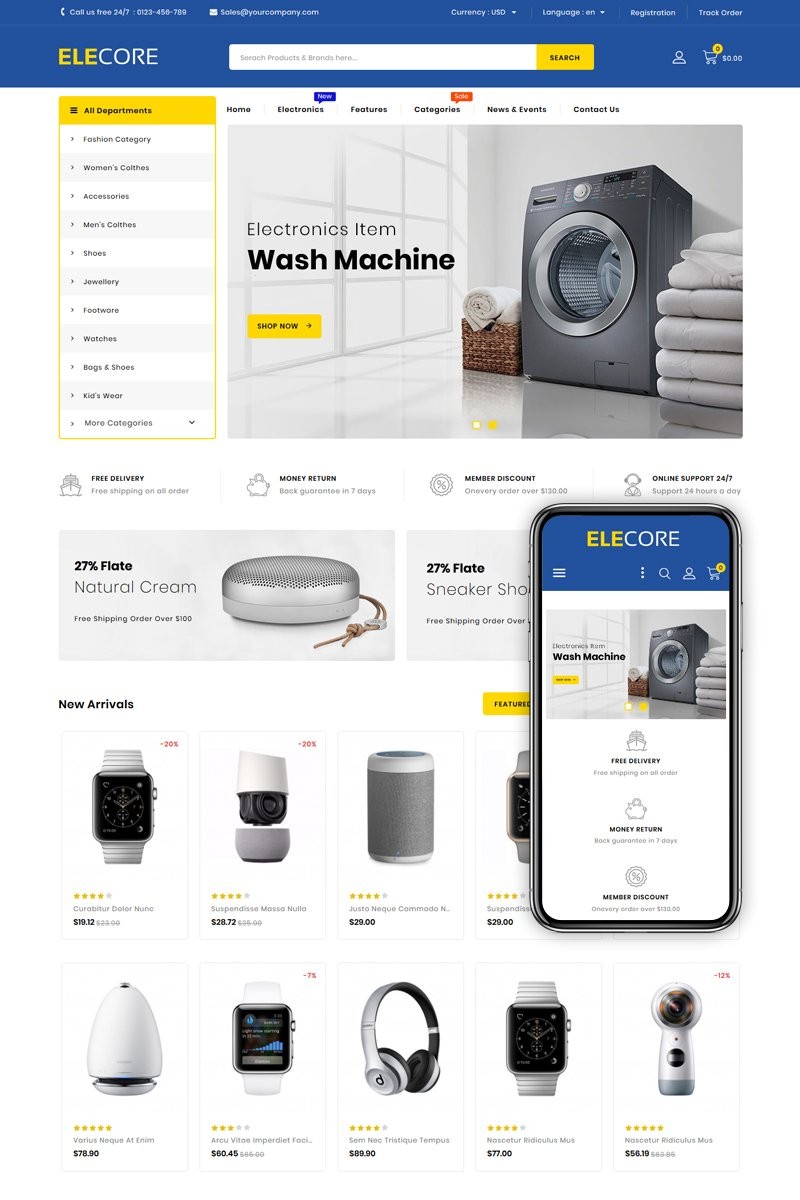 Call us free 24/7 : 0123-456-789
Sales@yourcompany.com
Currency : USD
Language : en
Registration
Track Order
ELECORE
Serach Products & Brands here...
SEARCH
0
$0.00
All Departments
New
Sale
Home
Electronics
Features
Categories
News & Events
Contact Us
Fashion Category
Women's Colthes
Accessories
Men's Colthes
Shoes
Jewellery
Footware
Watches
Bags & Shoes
Kid's Wear
More Categories
Electronics Item
Wash Machine
SHOP NOW
FREE DELIVERY
Free shipping on all order
MONEY RETURN
Back guarantee in 7 days
MEMBER DISCOUNT
Onevery order over $130.00
ONLINE SUPPORT 24/7
Support 24 hours a day
27% Flate
Natural Cream
Free Shipping Order Over $100
27% Flate
Sneaker Sho
Free Shipping Order Over
ELECORE
0
Electronics Item
Wash Machine
SHOP NOW
FREE DELIVERY
Free shipping on all order
MONEY RETURN
Back guarantee in 7 days
MEMBER DISCOUNT
Onevery order over $130.00
New Arrivals
FEATURED
-20%
Curabitur Dolor Nunc
$19.12 $23.90
-20%
Suspendisse Massa Nulla
$28.72 $35.90
Justo Neque Commodo N...
$29.00
Suspendiss
$29.00
Varius Neque At Enim
$78.90
-7%
Arcu Vitae Imperdiet Faci...
$60.45 $65.00
Sem Nec Tristique Tempus
$89.90
Nascetur Ridiculus Mus
$77.00
-12%
Nascetur Ridiculus Mus
$56.19 $63.85